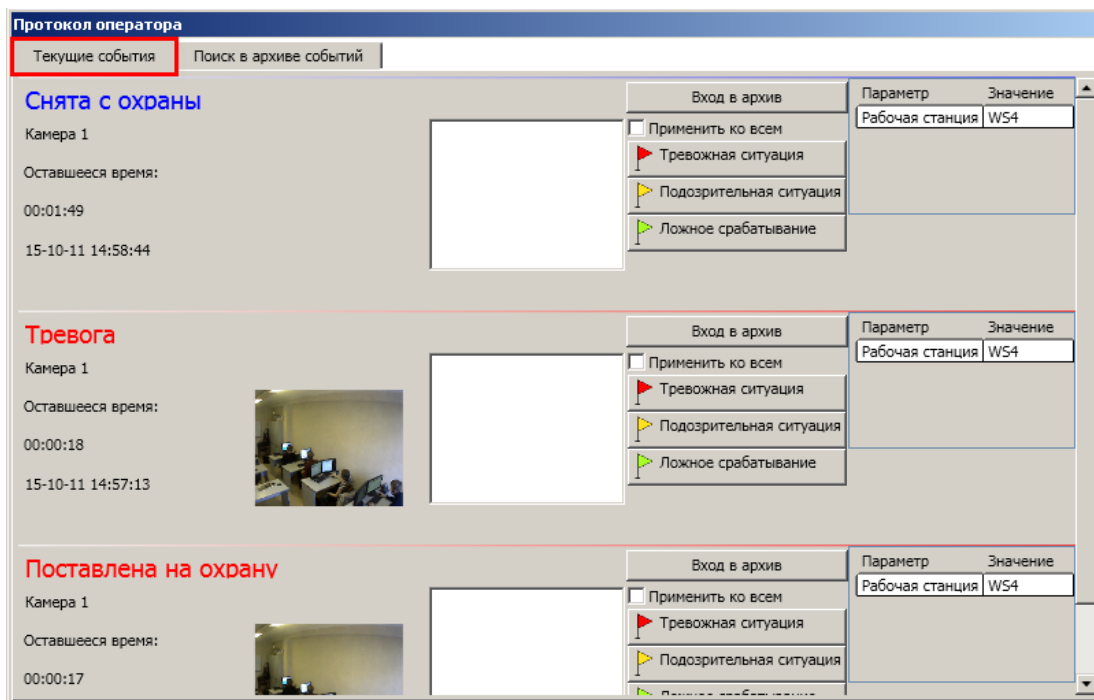 Протокол оператора
Текущие события
Поиск в архиве событий
Снята с охраны
Камера 1
Оставшееся время:
00:01:49
15-10-11 14:58:44
Вход в архив
Применить ко всем
Тревожная ситуация
Подозрительная ситуация
Ложное срабатывание
Параметр Значение
Рабочая станция WS4
Тревога
Камера 1
Оставшееся время:
00:00:18
15-10-11 14:57:13
Вход в архив
Применить ко всем
Тревожная ситуация
Подозрительная ситуация
Ложное срабатывание
Параметр Значение
Рабочая станция WS4
Поставлена на охрану
Камера 1
Оставшееся время:
00:00:17
Вход в архив
Применить ко всем
Тревожная ситуация
Подозрительная ситуация
Ложное срабатывание
Параметр Значение
Рабочая станция WS4